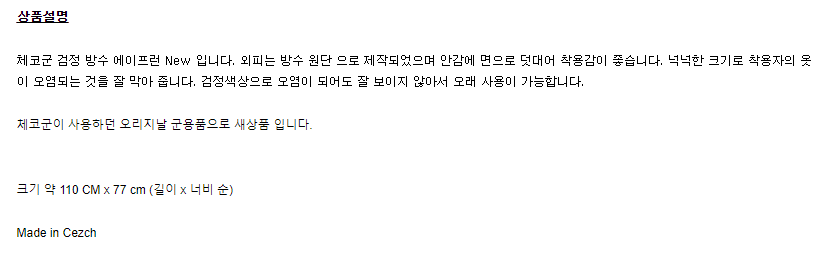 상품설명
체코군 검정 방수 에이프런 New 입니다. 외피는 방수 원단 으로 제작되었으며 안감에 면으로 덧대어 착용감이 좋습니다. 넉넉한 크기로 착용자의 옷
이 오염되는 것을 잘 막아 줍니다. 검정색상으로 오염이 되어도 잘 보이지 않아서 오래 사용이 가능합니다.
체코군이 사용하던 오리지날 군용품으로 새상품 입니다.
크기 약 110 CM x 77 cm (길이 x 너비 순)
Made in Cezch